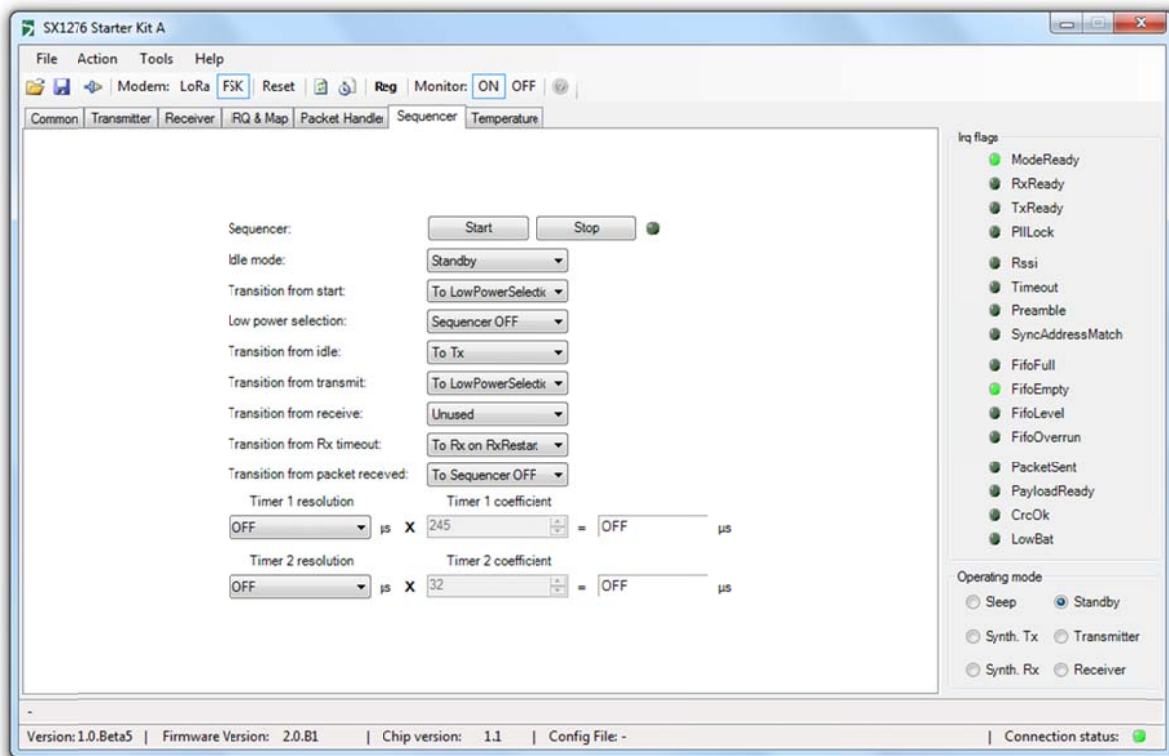 SX1276 Starter Kit A
File Action Tools Help
Modem: LoRa FSK Reset Reg Monitor: ON OFF
Common Transmitter Receiver IRQ & Map Packet Handler Sequencer Temperature
Sequencer: Start Stop
Idle mode: Standby
Transition from start: To LowPowerSelectic
Low power selection: Sequencer OFF
Transition from idle: To Tx
Transition from transmit: To LowPowerSelectic
Transition from receive: Unused
Transition from Rx timeout: To Rx on RxRestar.
Transition from packet receved: To Sequencer OFF
Timer 1 resolution Timer 1 coefficient
OFF µs X 245 = OFF µs
Timer 2 resolution Timer 2 coefficient
OFF µs X 32 = OFF µs
Irq flags
ModeReady
RxReady
TxReady
PllLock
Rssi
Timeout
Preamble
SyncAddressMatch
FifoFull
FifoEmpty
FifoLevel
FifoOverrun
PacketSent
PayloadReady
CrcOk
LowBat
Operating mode
Sleep Standby
Synth. Tx Transmitter
Synth. Rx Receiver
-
Version: 1.0.Beta5 | Firmware Version: 2.0.B1 | Chip version: 1.1 | Config File: - | Connection status: